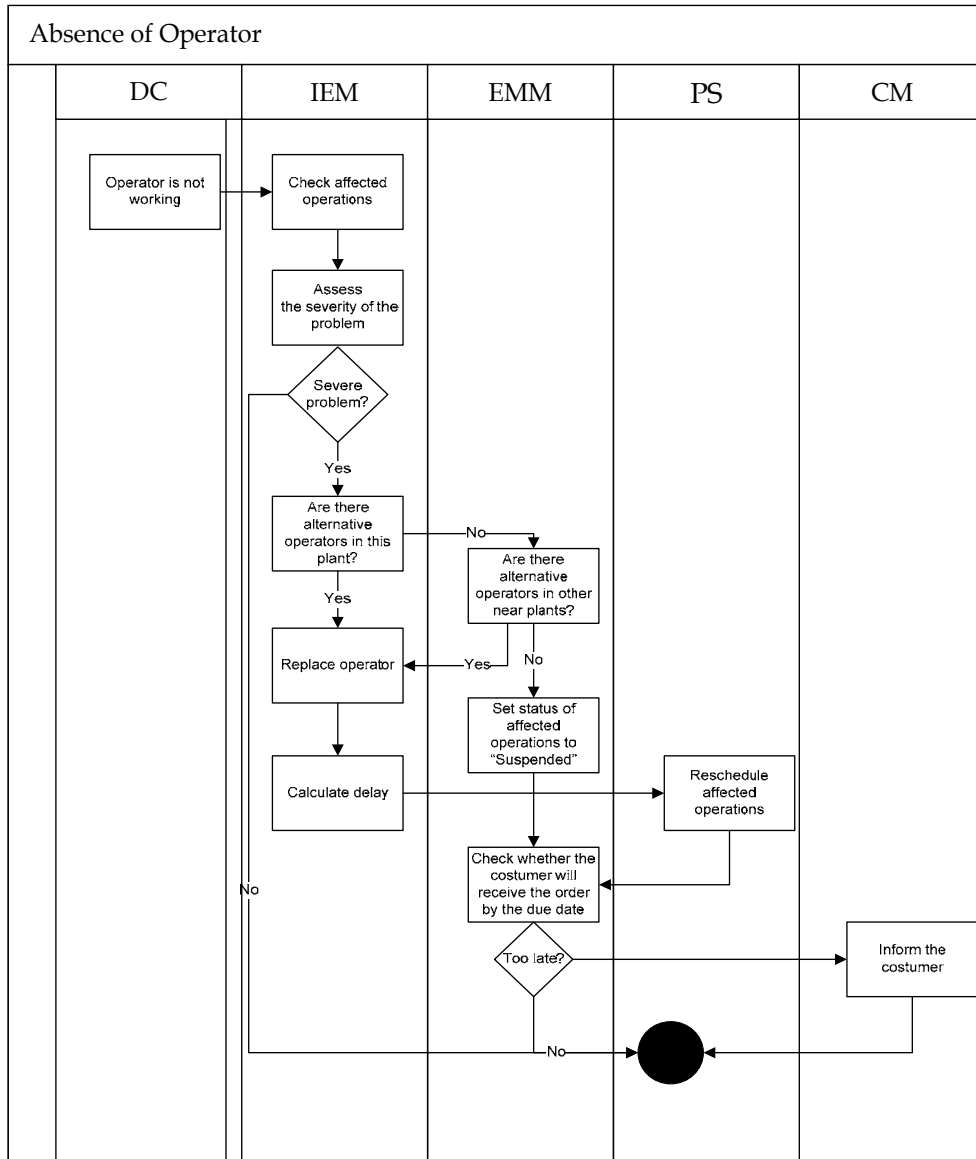 Absence of Operator
DC
IEM
EMM
PS
CM
Operator is not
working
Check affected
operations
Assess
the severity of the
problem
Severe
problem?
Yes
Are there
alternative
operators in this
plant?
No
Are there
alternative
operators in other
near plants?
Yes
Replace operator
Yes
No
Set status of
affected
operations to
“Suspended”
Calculate delay
Reschedule
affected
operations
Check whether the
costumer will
receive the order
by the due date
No
Too late?
Inform the
costumer
No